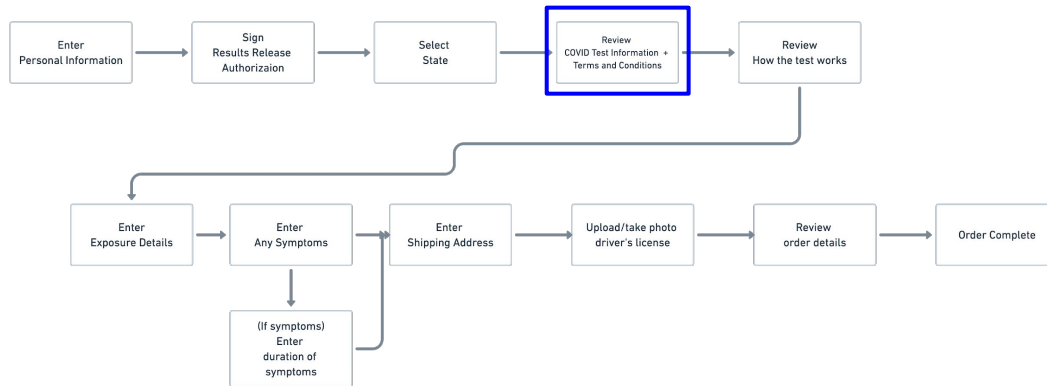 Enter
Personal Information
Sign
Results Release
Authorizaion
Select
State
Review
COVID Test Information +
Terms and Conditions
Review
How the test works
Enter
Exposure Details
Enter
Any Symptoms
Enter
Shipping Address
Upload/take photo
driver's license
Review
order details
Order Complete
(If symptoms)
Enter
duration of
symptoms